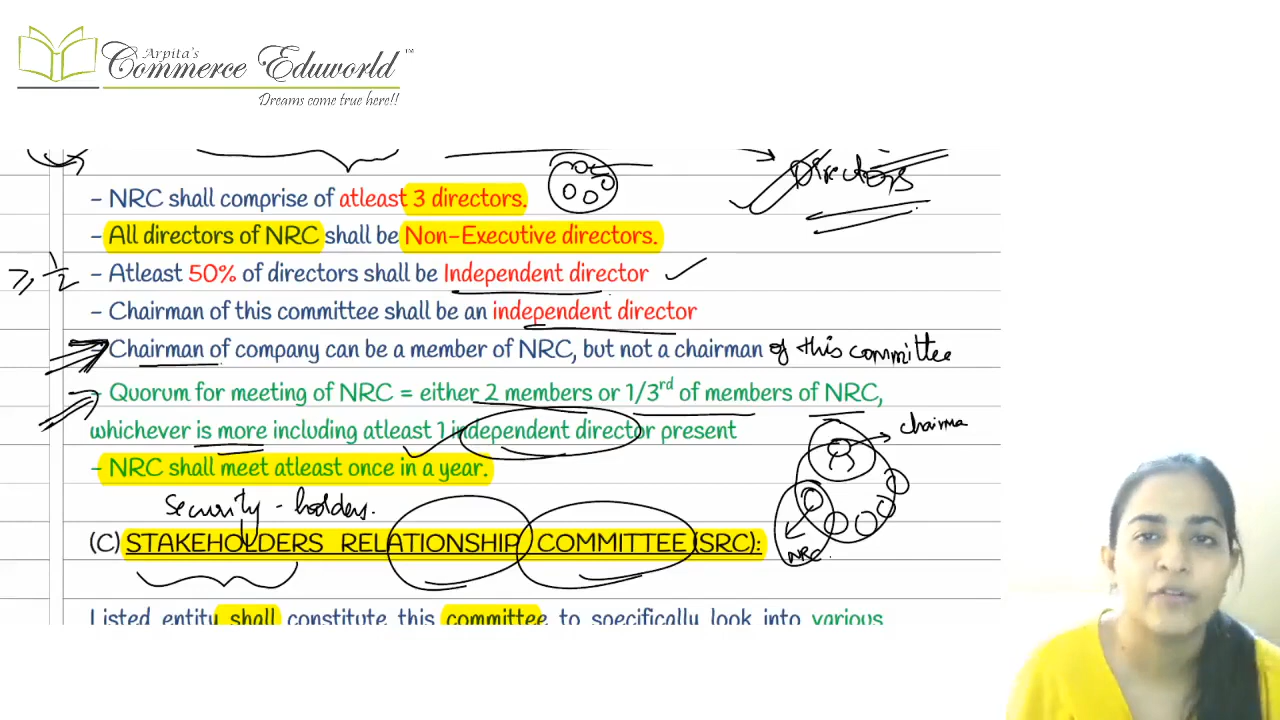 Arpita's
Commerce Eduworld™
Dreams come true here!!
Directors
- NRC shall comprise of atleast 3 directors.
- All directors of NRC shall be Non-Executive directors.
≥ 1/2
- Atleast 50% of directors shall be Independent director
- Chairman of this committee shall be an independent director
- Chairman of company can be a member of NRC, but not a chairman of this committee
- Quorum for meeting of NRC = either 2 members or 1/3rd of members of NRC,
whichever is more including atleast 1 independent director present
chairma
- NRC shall meet atleast once in a year.
Security - holders.
(C) STAKEHOLDERS RELATIONSHIP COMMITTEE (SRC):
NRC.
Listed entity shall constitute this committee to specifically look into various